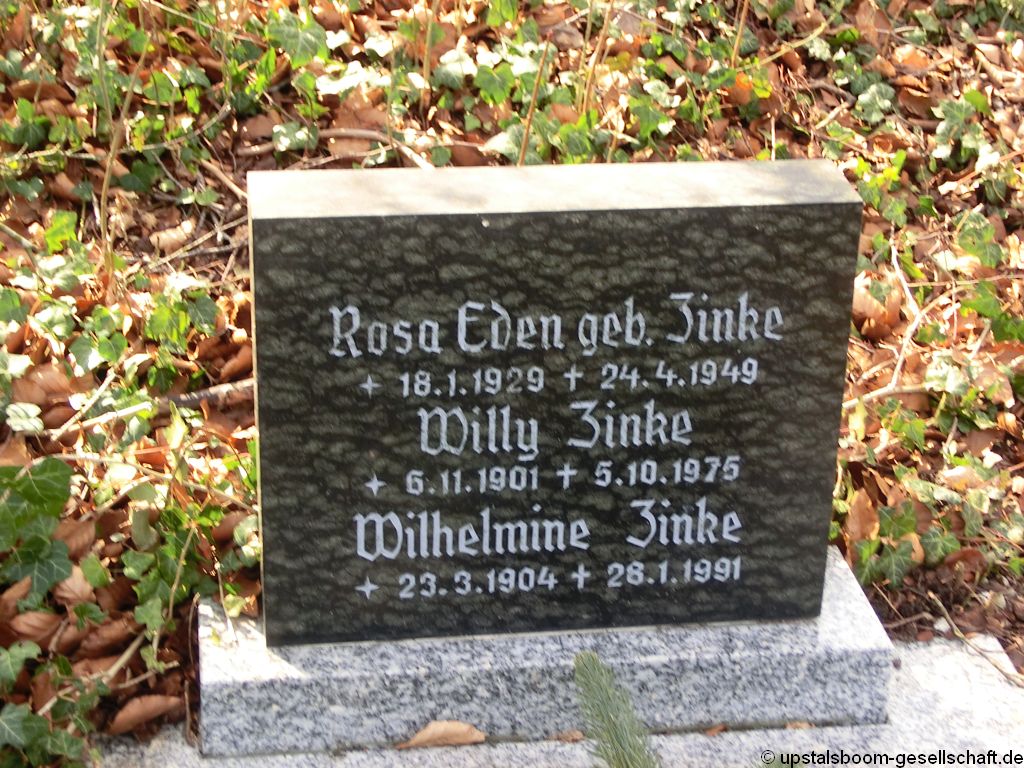 Rosa Eden geb. Zinke
+ 18.1.1929 ✝ 24.4.1949
Willy Zinke
+ 6.11.1901 ✝ 5.10.1975
Wilhelmine Zinke
+ 23.3.1904 ✝ 28.1.1991
© upstalsboom-gesellschaft.de